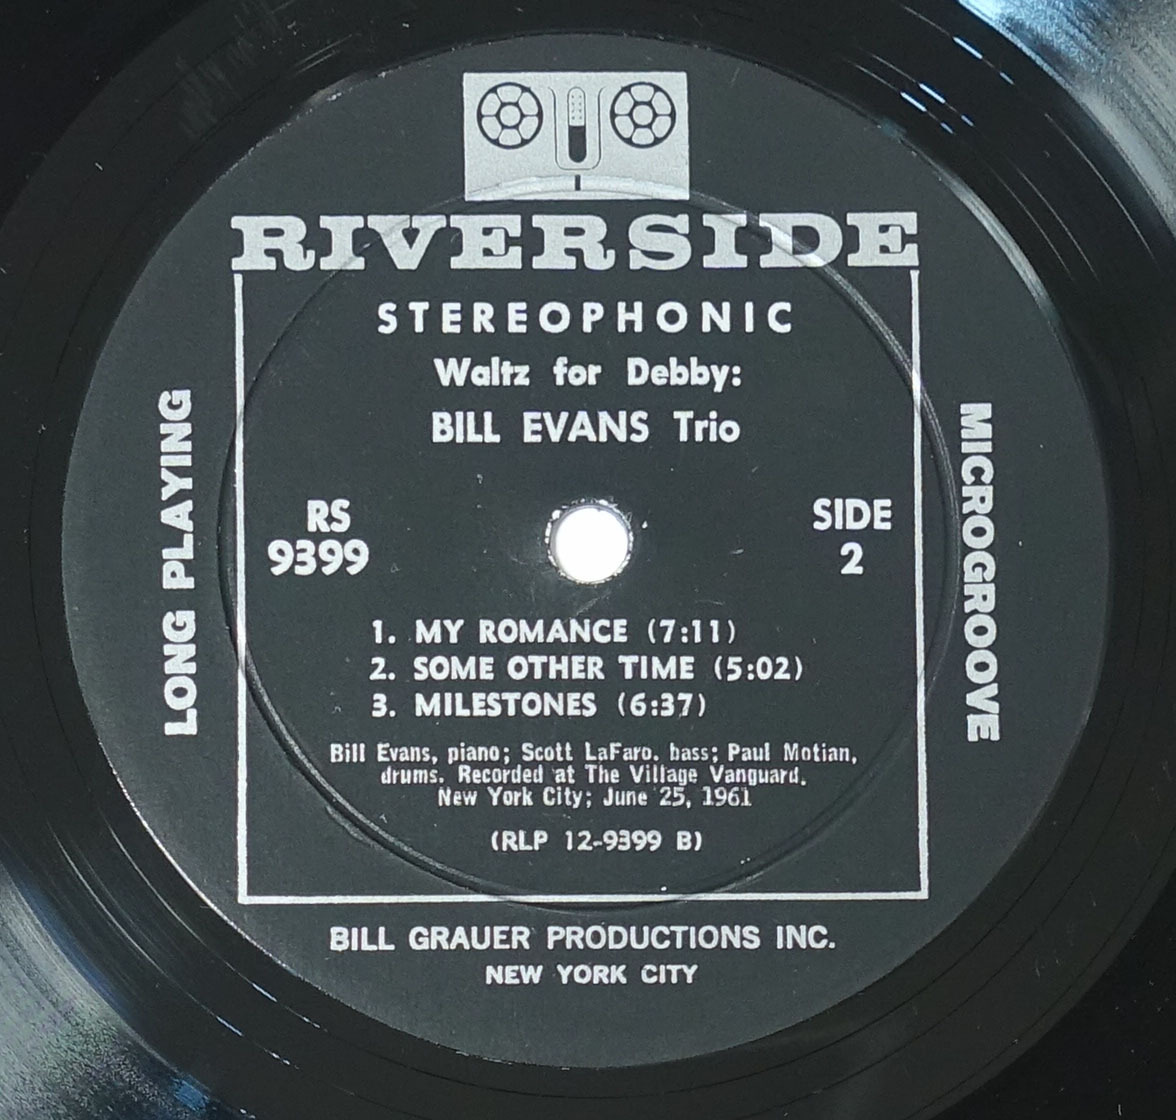 RIVERSIDE
STEREOPHONIC
Waltz for Debby:
BILL EVANS Trio
LONG PLAYING
MICROGROOVE
RS
9399
SIDE
2
1. MY ROMANCE (7:11)
2. SOME OTHER TIME (5:02)
3. MILESTONES (6:37)
Bill Evans, piano; Scott LaFaro. bass; Paul Motian,
drums. Recorded at The Village Vanguard,
New York City; June 25, 1961
(RLP 12-9399 B)
BILL GRAUER PRODUCTIONS INC.
NEW YORK CITY